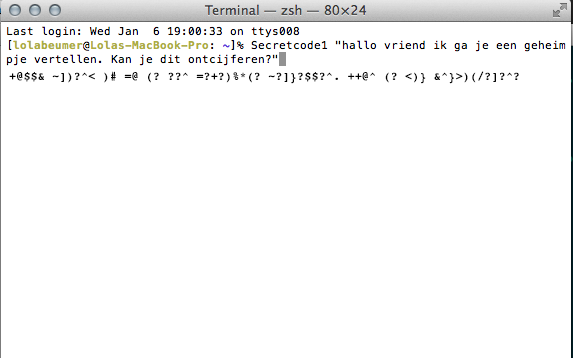 Terminal — zsh — 80×24
Last login: Wed Jan  6 19:00:33 on ttys008
[lolabeumer@Lolas-MacBook-Pro: ~]% Secretcode1 "hallo vriend ik ga je een geheim
pje vertellen. Kan je dit ontcijferen?"
+@$$& ~])?^< )# =@ (? ??^ =?+?)%*(? ~?]}?$$?^. ++@^ (? <)} &^}>)(/?]?^?